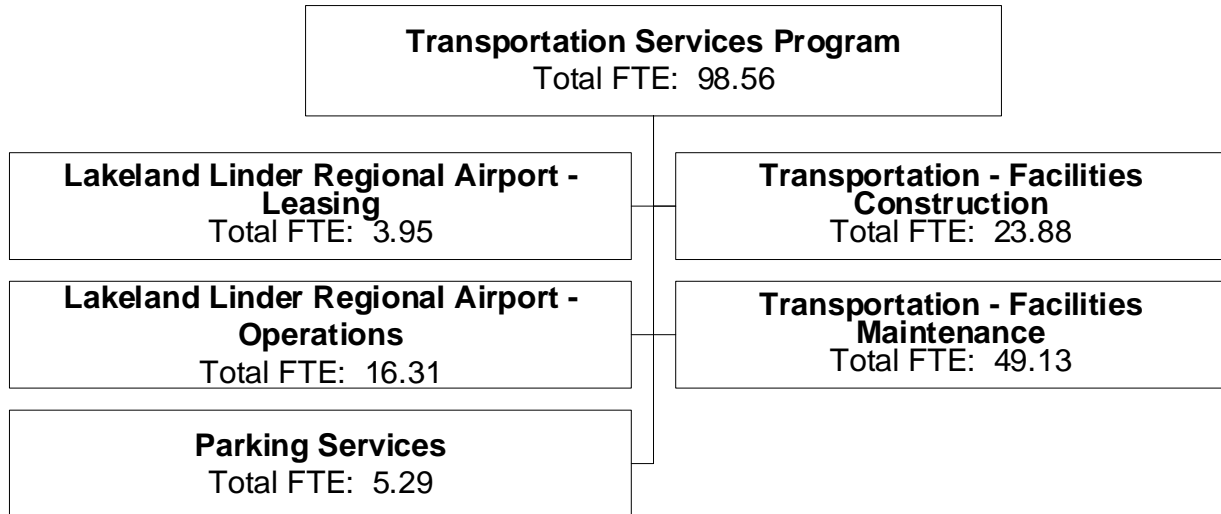 Transportation Services Program
Total FTE: 98.56
Lakeland Linder Regional Airport -
Leasing
Total FTE: 3.95
Transportation - Facilities
Construction
Total FTE: 23.88
Lakeland Linder Regional Airport -
Operations
Total FTE: 16.31
Transportation - Facilities
Maintenance
Total FTE: 49.13
Parking Services
Total FTE: 5.29